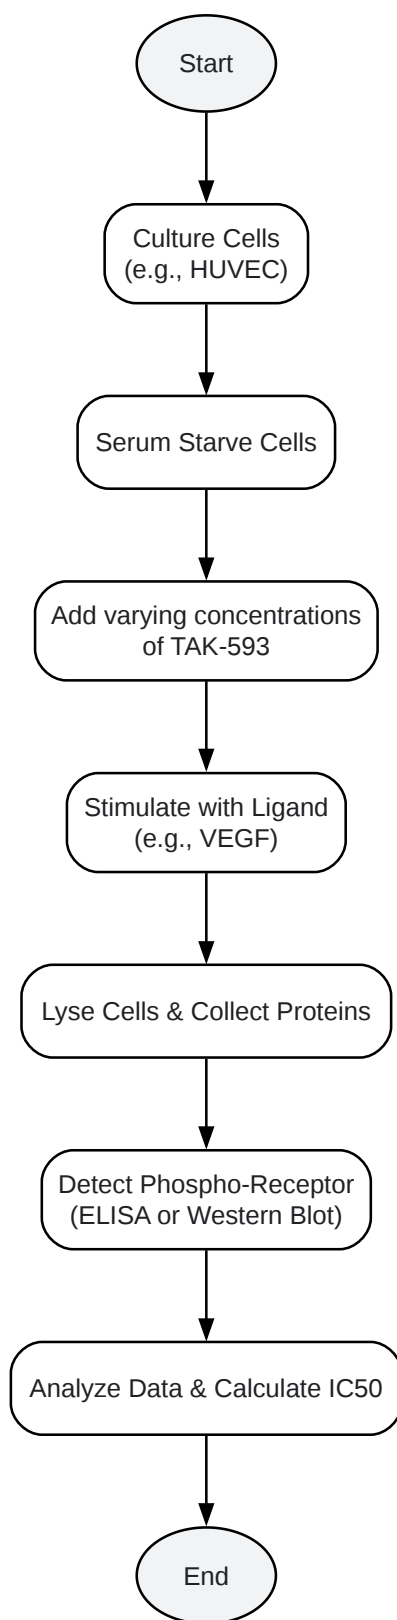 Start
Culture Cells
(e.g., HUVEC)
Serum Starve Cells
Add varying concentrations
of TAK-593
Stimulate with Ligand
(e.g., VEGF)
Lyse Cells & Collect Proteins
Detect Phospho-Receptor
(ELISA or Western Blot)
Analyze Data & Calculate IC50
End